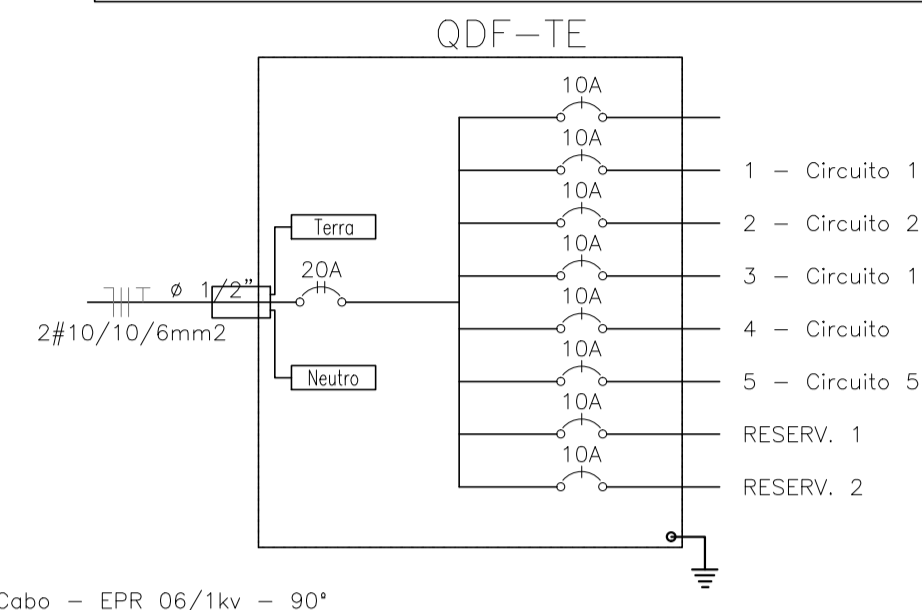 QDF-TE
10A
10A
1 - Circuito 1
10A
2 - Circuito 2
Terra
10A
3 - Circuito 1
ø 1/2"
20A
2#10/10/6mm2
10A
4 - Circuito
10A
5 - Circuito 5
Neutro
10A
RESERV. 1
10A
RESERV. 2
Cabo - EPR 06/1kv - 90°